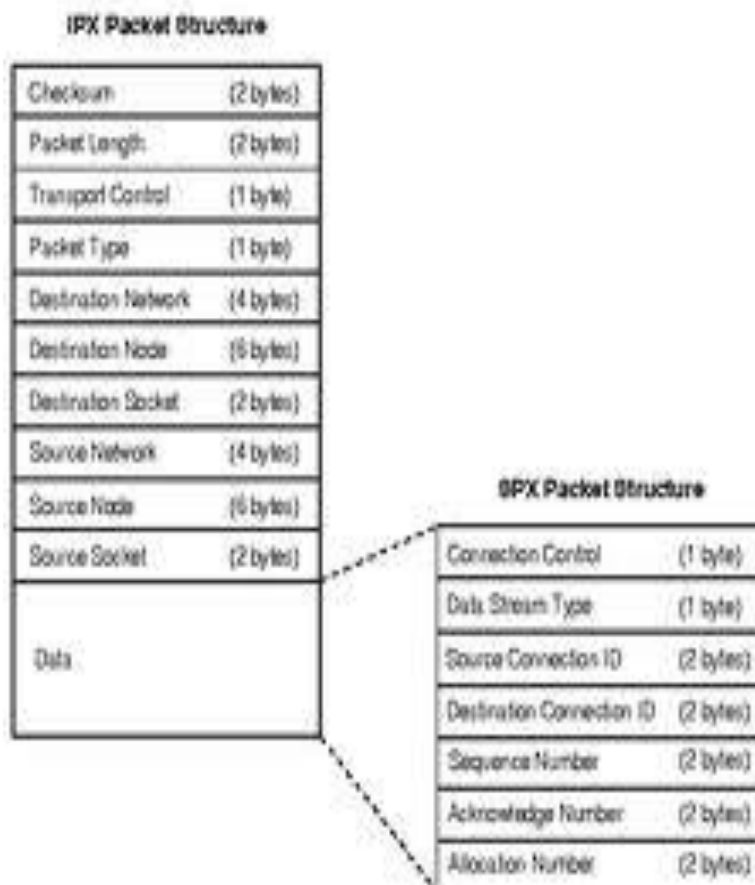 IPX Packet Structure
Checksum (2 bytes)
Packet Length (2 bytes)
Transport Control (1 byte)
Packet Type (1 byte)
Destination Network (4 bytes)
Destination Node (6 bytes)
Destination Socket (2 bytes)
Source Network (4 bytes)
Source Node (6 bytes)
Source Socket (2 bytes)
Data
SPX Packet Structure
Connection Control (1 byte)
Data Stream Type (1 byte)
Source Connection ID (2 bytes)
Destination Connection ID (2 bytes)
Sequence Number (2 bytes)
Acknowledge Number (2 bytes)
Allocation Number (2 bytes)